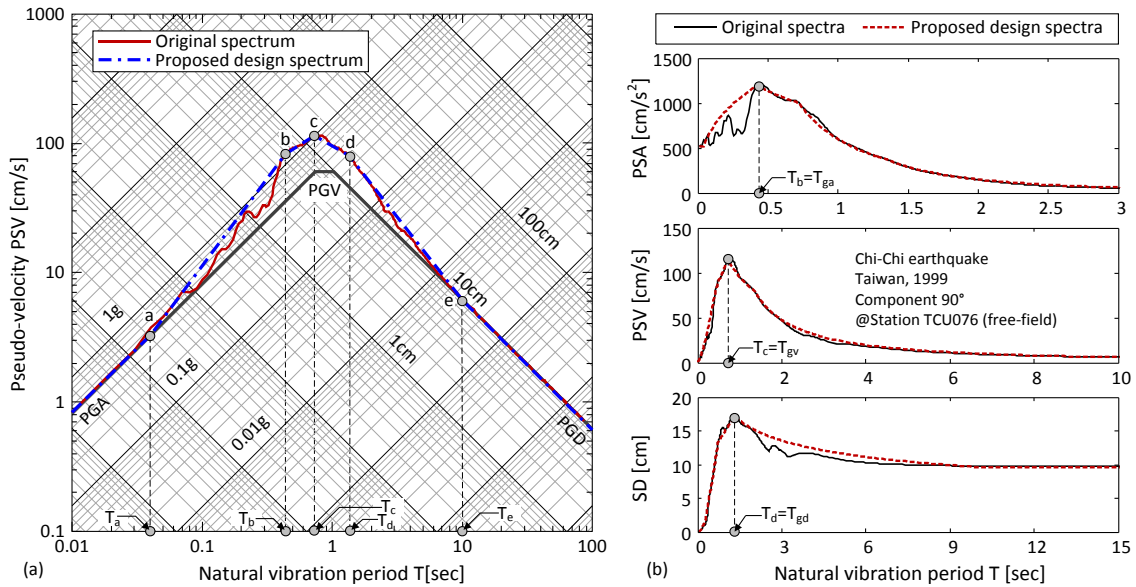 1000
100
10
1
0.1
Pseudo-velocity PSV [cm/s]
Original spectrum
Proposed design spectrum
a
b
c
d
e
PGV
PGA
PGD
1g
0.1g
0.01g
1cm
10cm
100cm
Ta
Tb
Tc
Td
Te
0.01
0.1
1
10
100
(a)
Natural vibration period T[sec]
Original spectra
Proposed design spectra
PSA [cm/s²]
1500
1000
500
0
Tb=Tga
0
0.5
1
1.5
2
2.5
3
PSV [cm/s]
150
100
50
0
Chi-Chi earthquake
Taiwan, 1999
Component 90°
@Station TCU076 (free-field)
Tc=Tgv
0
2
4
6
8
10
SD [cm]
20
15
10
5
0
Td=Tgd
0
3
6
9
12
15
(b)
Natural vibration period T [sec]